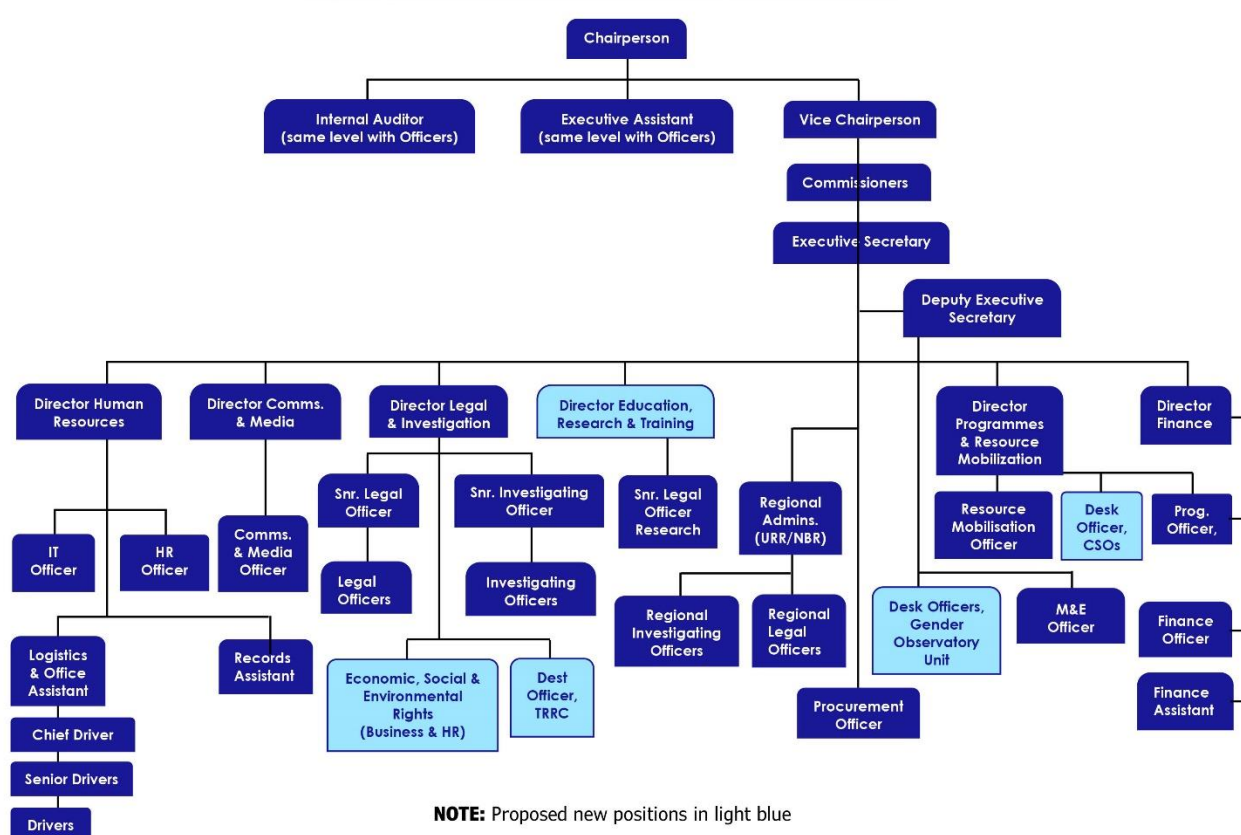 Chairperson
Internal Auditor
(same level with Officers)
Executive Assistant
(same level with Officers)
Vice Chairperson
Commissioners
Executive Secretary
Deputy Executive
Secretary
Director Human
Resources
Director Comms.
& Media
Director Legal
& Investigation
Director Education,
Research & Training
Director
Programmes
& Resource
Mobilization
Director
Finance
Snr. Legal
Officer
Snr. Investigating
Officer
Snr. Legal
Officer
Research
Regional
Admins.
(URR/NBR)
Resource
Mobilisation
Officer
Desk
Officer,
CSOs
Prog.
Officer,
IT
Officer
HR
Officer
Comms.
& Media
Officer
Legal
Officers
Investigating
Officers
Regional
Investigating
Officers
Regional
Legal
Officers
Desk Officers,
Gender
Observatory
Unit
M&E
Officer
Finance
Officer
Logistics
& Office
Assistant
Records
Assistant
Economic, Social &
Environmental
Rights
(Business & HR)
Dest
Officer,
TRRC
Procurement
Officer
Finance
Assistant
Chief Driver
Senior Drivers
Drivers
NOTE: Proposed new positions in light blue